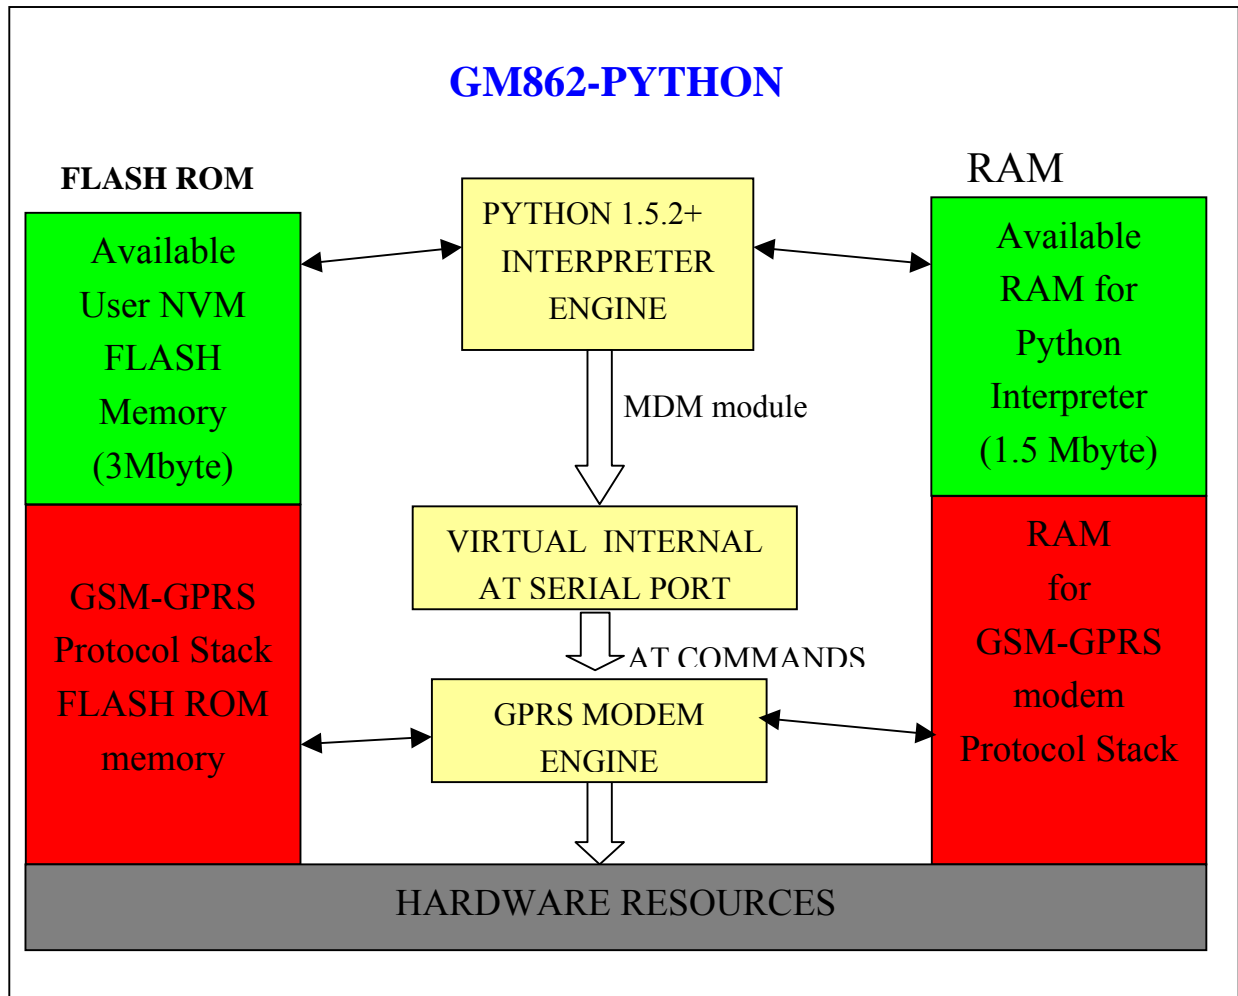 GM862-PYTHON
FLASH ROM
RAM
Available
User NVM
FLASH
Memory
(3Mbyte)
GSM-GPRS
Protocol Stack
FLASH ROM
memory
PYTHON 1.5.2+
INTERPRETER
ENGINE
MDM module
VIRTUAL INTERNAL
AT SERIAL PORT
AT COMMANDS
GPRS MODEM
ENGINE
Available
RAM for
Python
Interpreter
(1.5 Mbyte)
RAM
for
GSM-GPRS
modem
Protocol Stack
HARDWARE RESOURCES